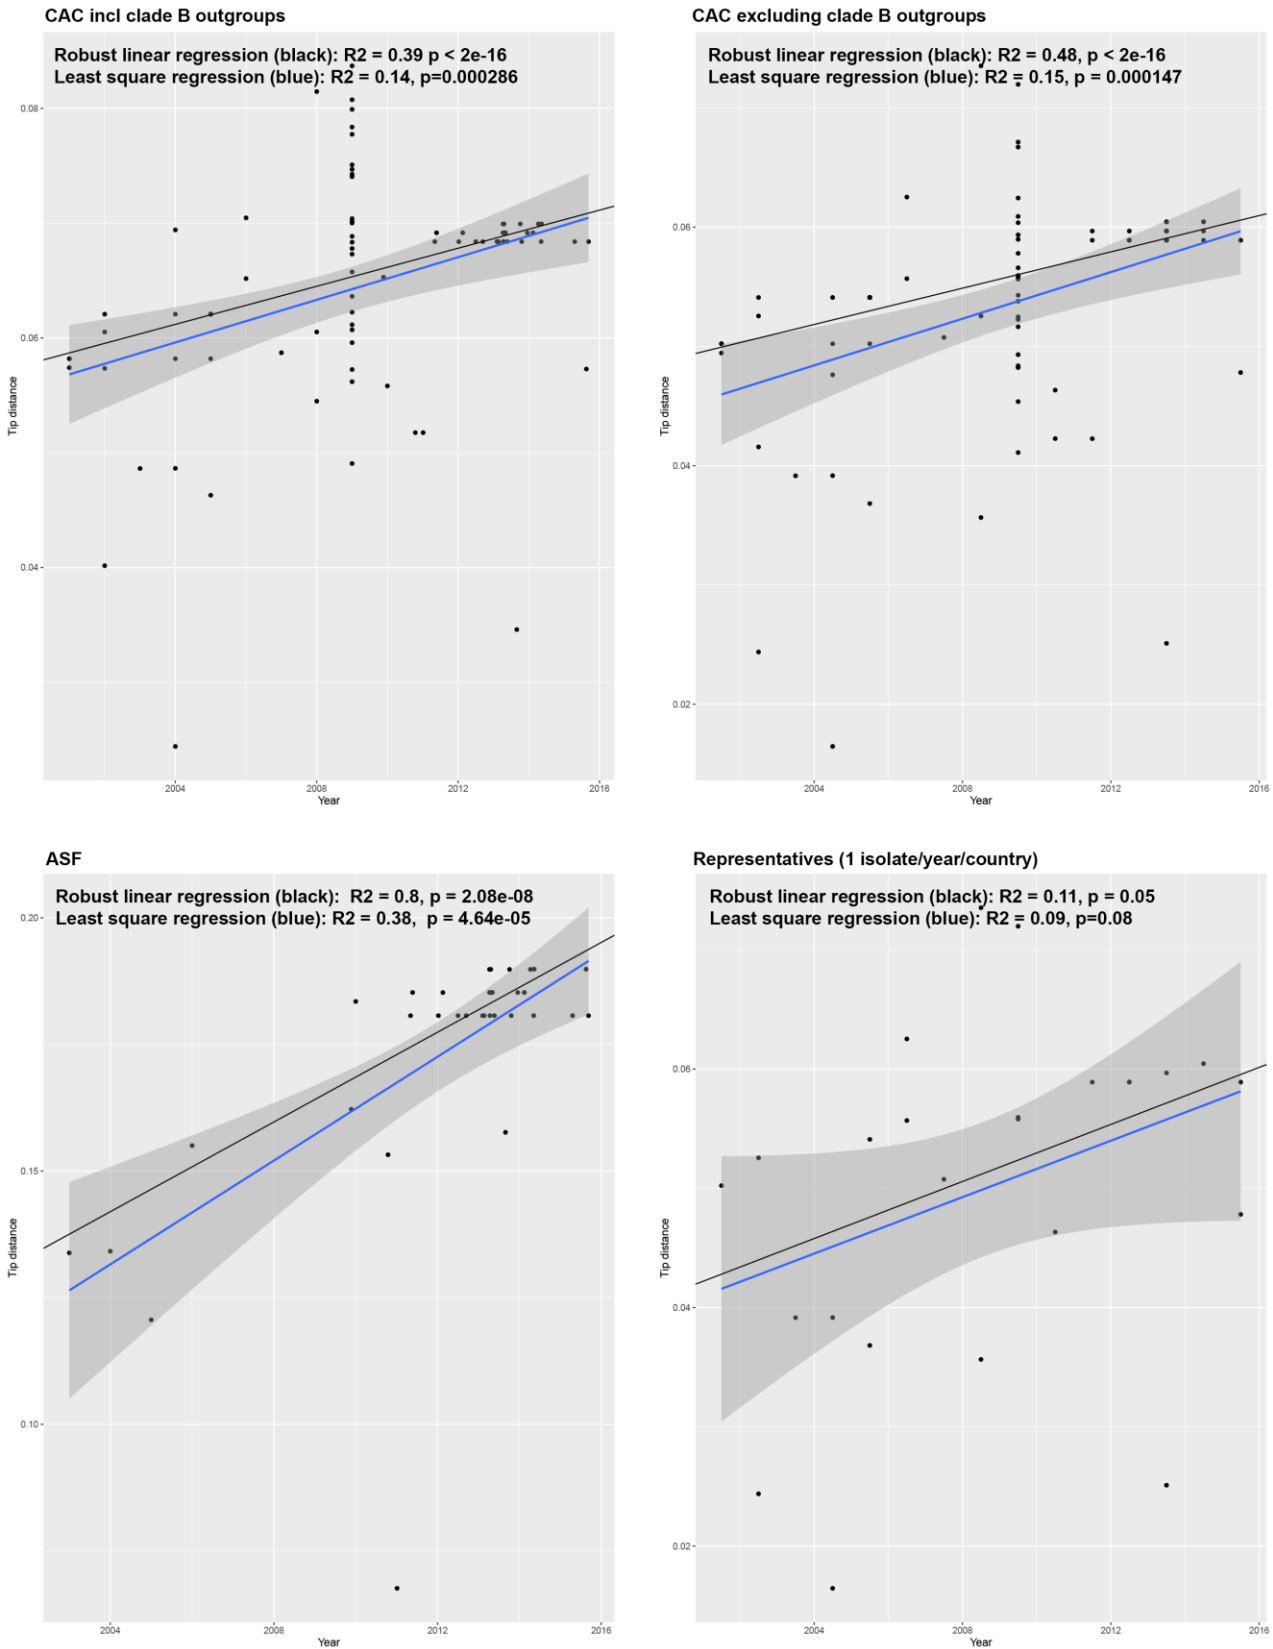 CAC incl clade B outgroups
Robust linear regression (black): R2 = 0.39 p < 2e-16
Least square regression (blue): R2 = 0.14, p=0.000286
0.08
0.06
0.04
Tip distance
2004 2008 2012 2016
Year
CAC excluding clade B outgroups
Robust linear regression (black): R2 = 0.48, p < 2e-16
Least square regression (blue): R2 = 0.15, p = 0.000147
0.06
0.04
0.02
Tip distance
2004 2008 2012 2016
Year
ASF
Robust linear regression (black): R2 = 0.8, p = 2.08e-08
Least square regression (blue): R2 = 0.38, p = 4.64e-05
0.20
0.15
0.10
Tip distance
2004 2008 2012 2016
Year
Representatives (1 isolate/year/country)
Robust linear regression (black): R2 = 0.11, p = 0.05
Least square regression (blue): R2 = 0.09, p=0.08
0.06
0.04
0.02
Tip distance
2004 2008 2012 2016
Year